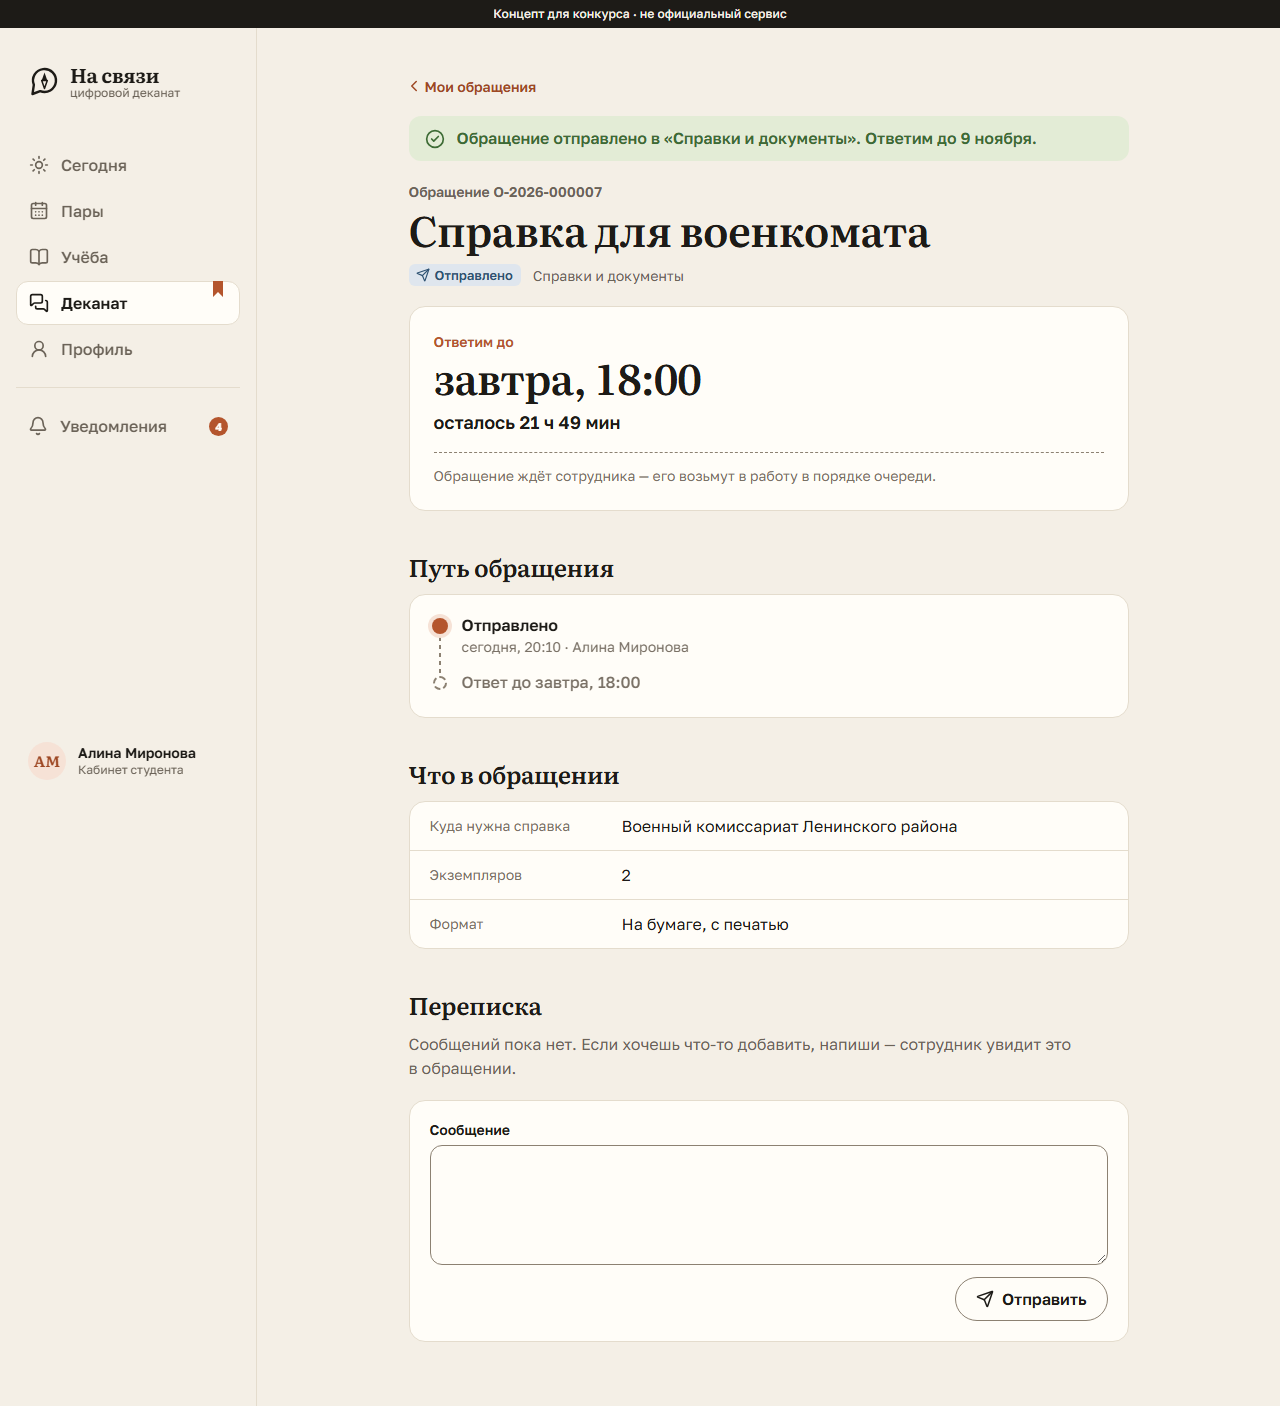 Концепт для конкурса · не официальный сервис
На связи
цифровой деканат
Сегодня
Пары
Учёба
Деканат
Профиль
Уведомления
4
АМ
Алина Миронова
Кабинет студента
Мои обращения
Обращение отправлено в «Справки и документы». Ответим до 9 ноября.
Обращение О-2026-000007
Справка для военкомата
Отправлено
Справки и документы
Ответим до
завтра, 18:00
осталось 21 ч 49 мин
Обращение ждёт сотрудника — его возьмут в работу в порядке очереди.
Путь обращения
Отправлено
сегодня, 20:10 · Алина Миронова
Ответ до завтра, 18:00
Что в обращении
Куда нужна справка
Военный комиссариат Ленинского района
Экземпляров
2
Формат
На бумаге, с печатью
Переписка
Сообщений пока нет. Если хочешь что-то добавить, напиши — сотрудник увидит это
в обращении.
Сообщение
Отправить